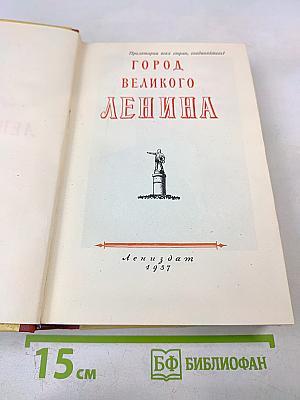 Пролетарии всех стран, соединяйтесь!
ГОРОД
ВЕЛИКОГО
ЛЕНИНА
Лениздат
1957
15 см
БФ БИБЛИОФАН